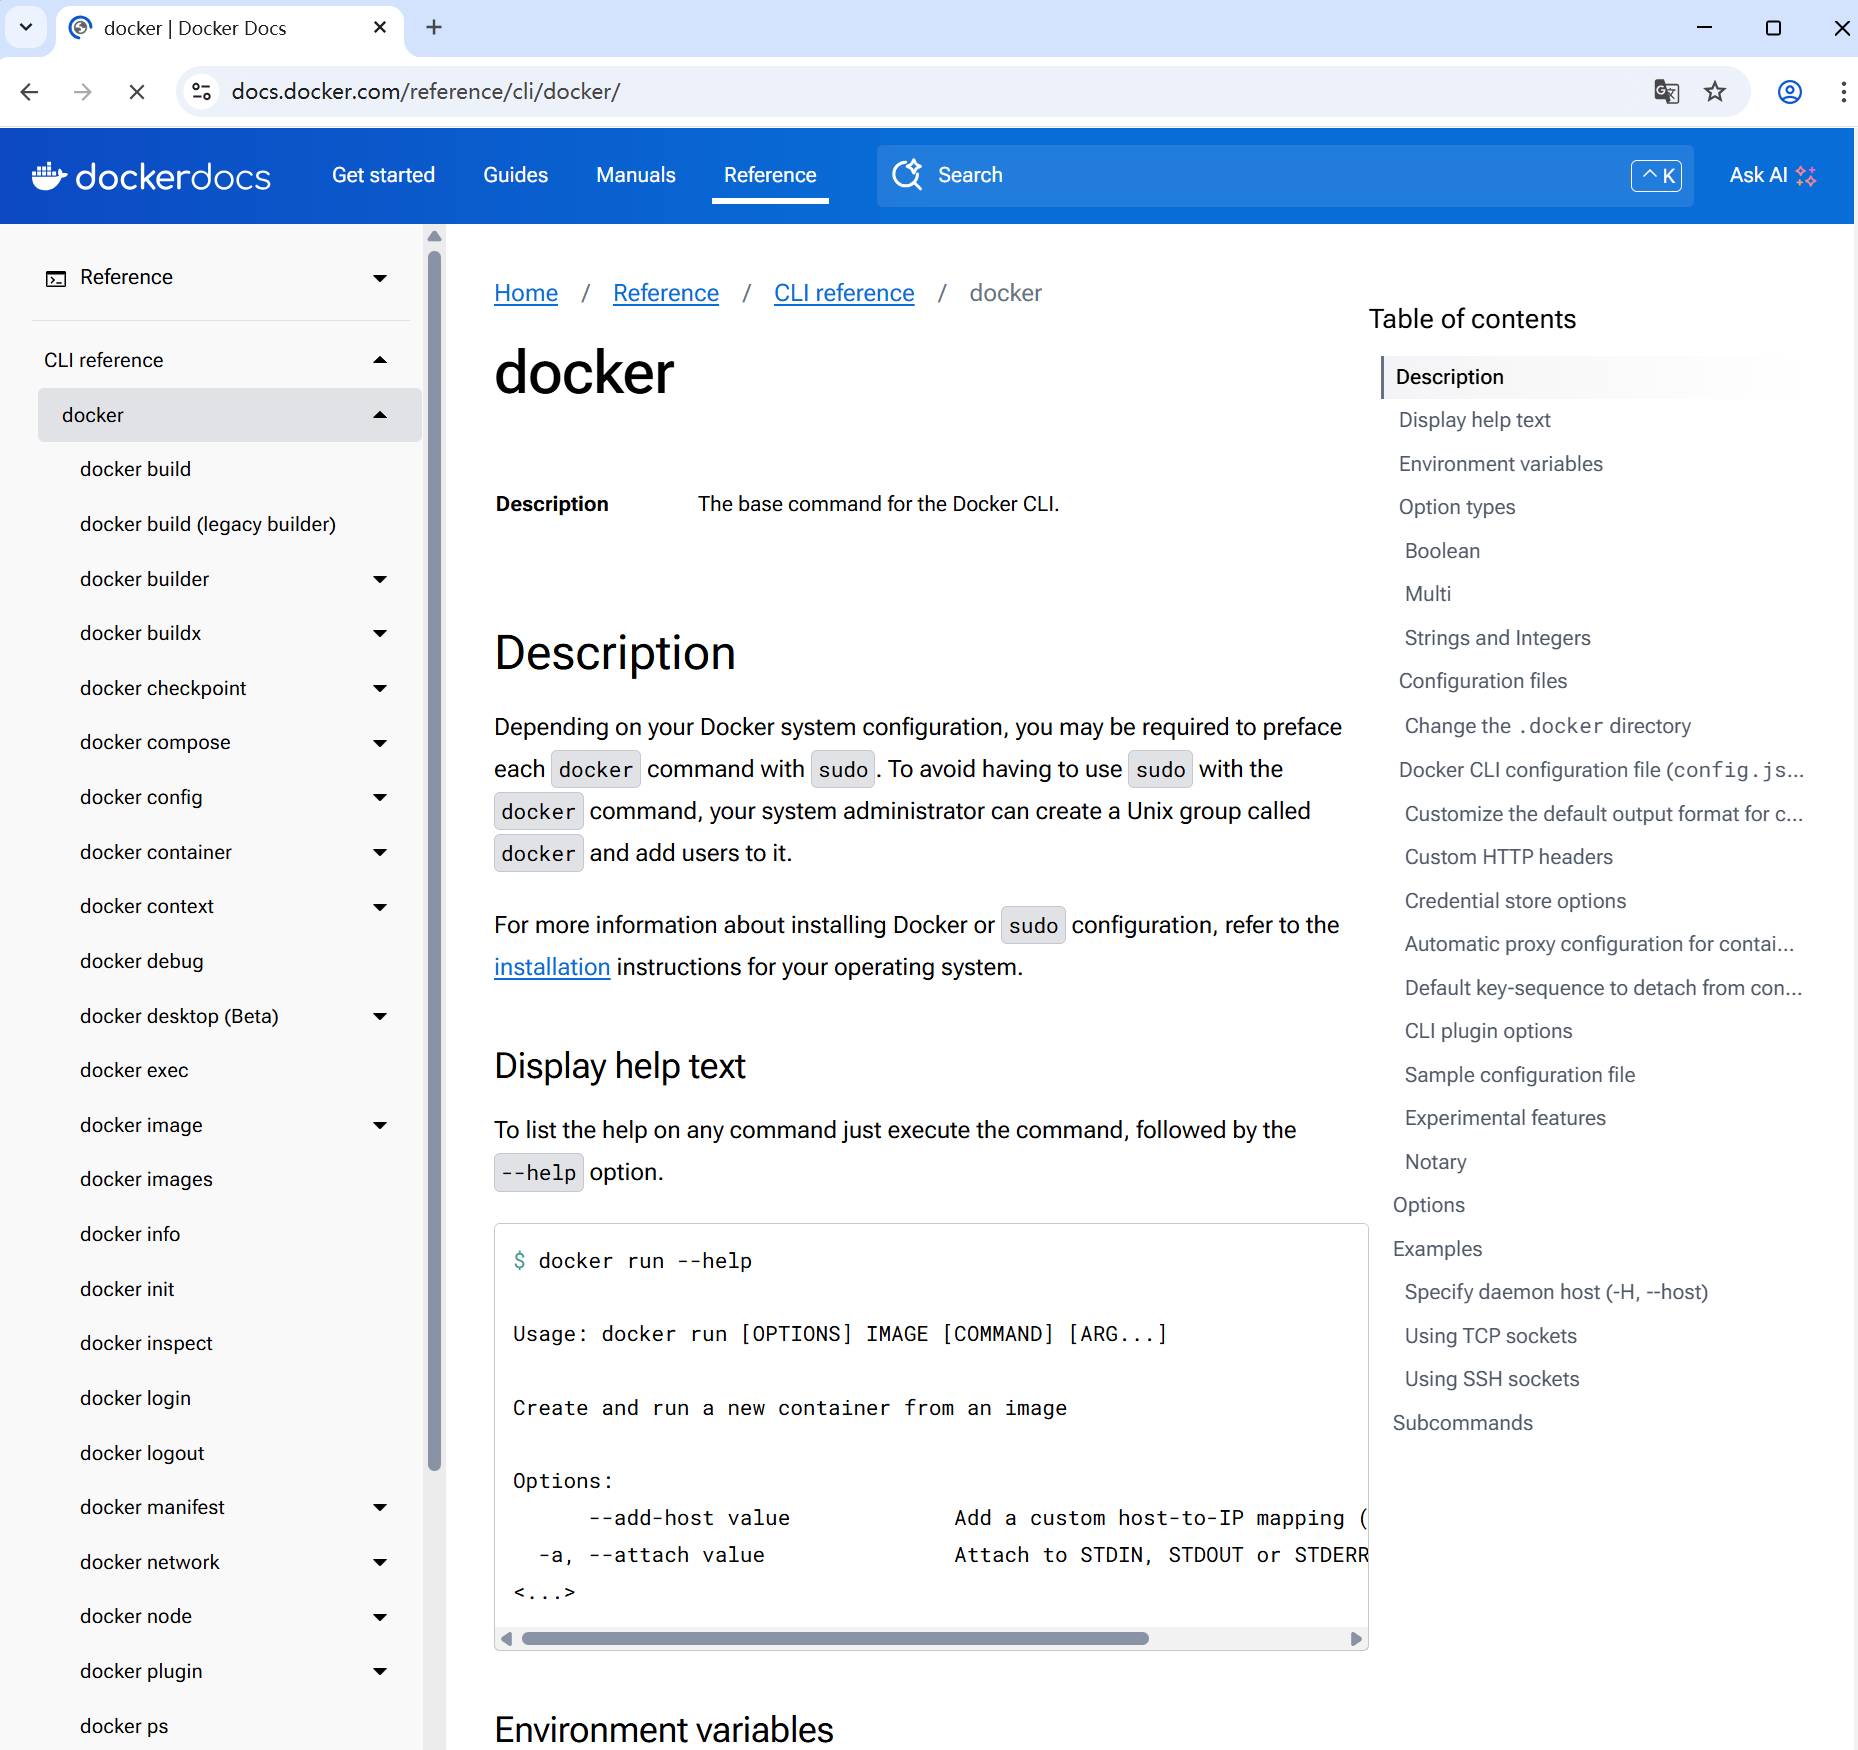 docker | Docker Docs
docs.docker.com/reference/cli/docker/
dockerdocs
Get started
Guides
Manuals
Reference
Search
^ K
Ask AI
Reference
CLI reference
docker
docker build
docker build (legacy builder)
docker builder
docker buildx
docker checkpoint
docker compose
docker config
docker container
docker context
docker debug
docker desktop (Beta)
docker exec
docker image
docker images
docker info
docker init
docker inspect
docker login
docker logout
docker manifest
docker network
docker node
docker plugin
docker ps
Home / Reference / CLI reference / docker
docker
Description The base command for the Docker CLI.
Description
Depending on your Docker system configuration, you may be required to preface
each docker command with sudo. To avoid having to use sudo with the
docker command, your system administrator can create a Unix group called
docker and add users to it.
For more information about installing Docker or sudo configuration, refer to the
installation instructions for your operating system.
Display help text
To list the help on any command just execute the command, followed by the
--help option.
$ docker run --help
Usage: docker run [OPTIONS] IMAGE [COMMAND] [ARG...]
Create and run a new container from an image
Options:
--add-host value Add a custom host-to-IP mapping (
-a, --attach value Attach to STDIN, STDOUT or STDERR
<...>
Environment variables
Table of contents
Description
Display help text
Environment variables
Option types
Boolean
Multi
Strings and Integers
Configuration files
Change the .docker directory
Docker CLI configuration file (config.js...
Customize the default output format for c...
Custom HTTP headers
Credential store options
Automatic proxy configuration for contai...
Default key-sequence to detach from con...
CLI plugin options
Sample configuration file
Experimental features
Notary
Options
Examples
Specify daemon host (-H, --host)
Using TCP sockets
Using SSH sockets
Subcommands